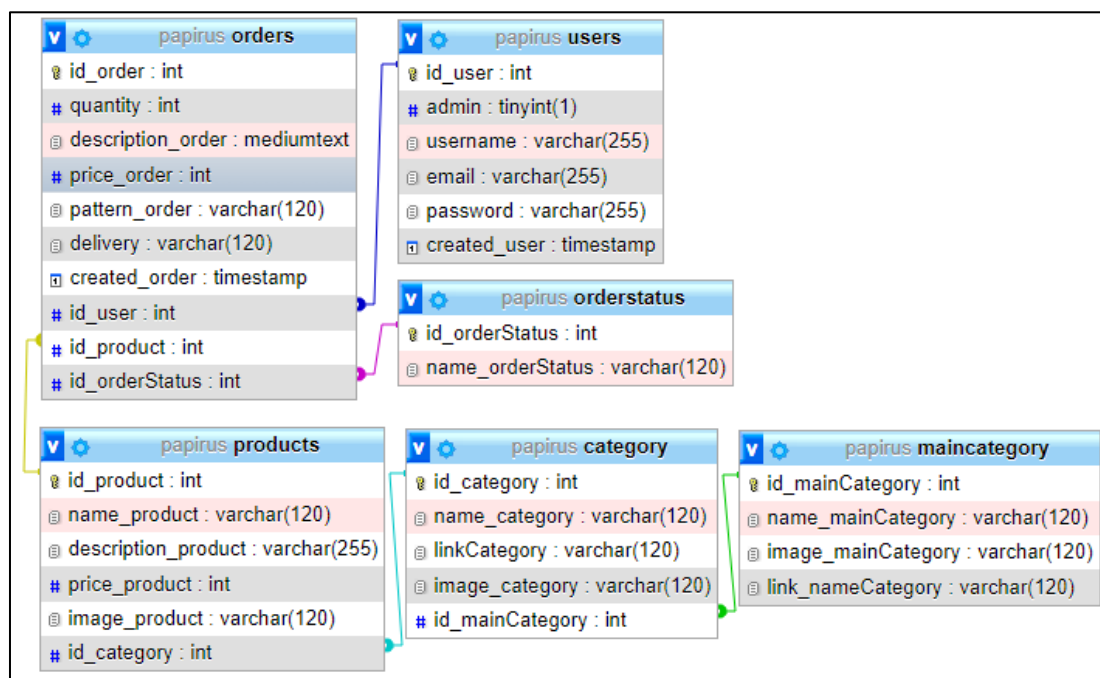 papirus orders
id_order : int
quantity : int
description_order : mediumtext
price_order : int
pattern_order : varchar(120)
delivery : varchar(120)
created_order : timestamp
id_user : int
id_product : int
id_orderStatus : int
papirus users
id_user : int
admin : tinyint(1)
username : varchar(255)
email : varchar(255)
password : varchar(255)
created_user : timestamp
papirus orderstatus
id_orderStatus : int
name_orderStatus : varchar(120)
papirus products
id_product : int
name_product : varchar(120)
description_product : varchar(255)
price_product : int
image_product : varchar(120)
id_category : int
papirus category
id_category : int
name_category : varchar(120)
linkCategory : varchar(120)
image_category : varchar(120)
id_mainCategory : int
papirus maincategory
id_mainCategory : int
name_mainCategory : varchar(120)
image_mainCategory : varchar(120)
link_nameCategory : varchar(120)